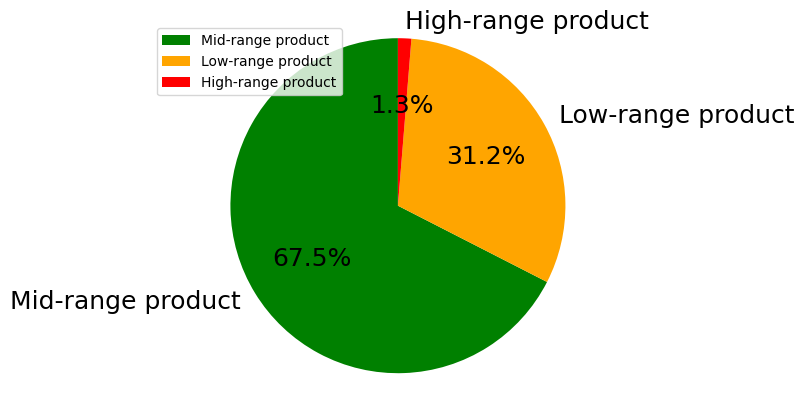 High-range product
Mid-range product
Low-range product
High-range product
1.3%
Low-range product
31.2%
67.5%
Mid-range product